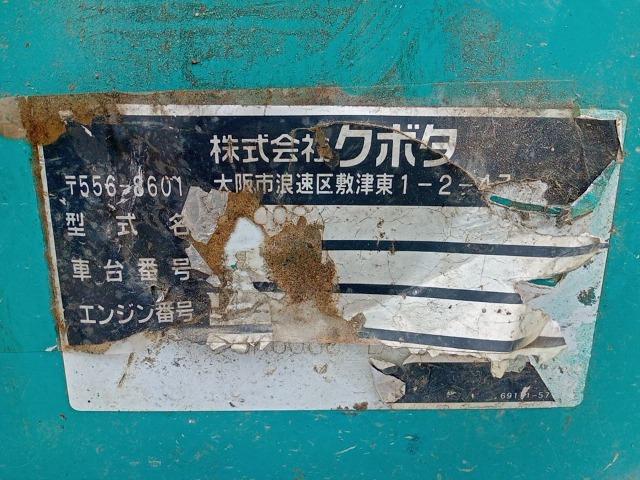 株式会社クボタ
〒556-8601 大阪市浪速区敷津東1-2-47
型式名
車台番号
エンジン番号